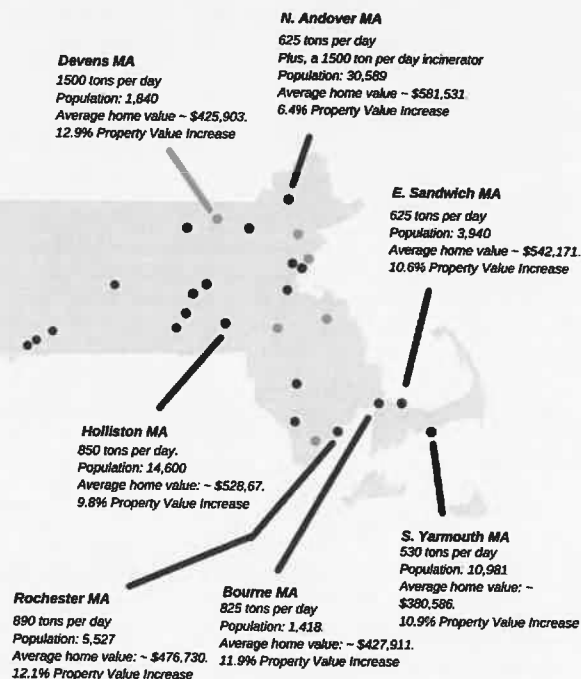 N. Andover MA
625 tons per day
Plus, a 1500 ton per day incinerator
Population: 30,589
Average home value ~ $581,531
6.4% Property Value Increase
Devens MA
1500 tons per day
Population: 1,840
Average home value ~ $425,903.
12.9% Property Value Increase
E. Sandwich MA
625 tons per day
Population: 3,940
Average home value ~ $542,171.
10.6% Property Value Increase
Holliston MA
850 tons per day.
Population: 14,600
Average home value: ~ $528,67.
9.8% Property Value Increase
S. Yarmouth MA
530 tons per day
Population: 10,981
Average home value: ~
$380,586.
10.9% Property Value Increase
Rochester MA
890 tons per day
Population: 5,527
Average home value: ~ $476,730.
12.1% Property Value Increase
Bourne MA
825 tons per day
Population: 1,418.
Average home value: ~ $427,911.
11.9% Property Value Increase